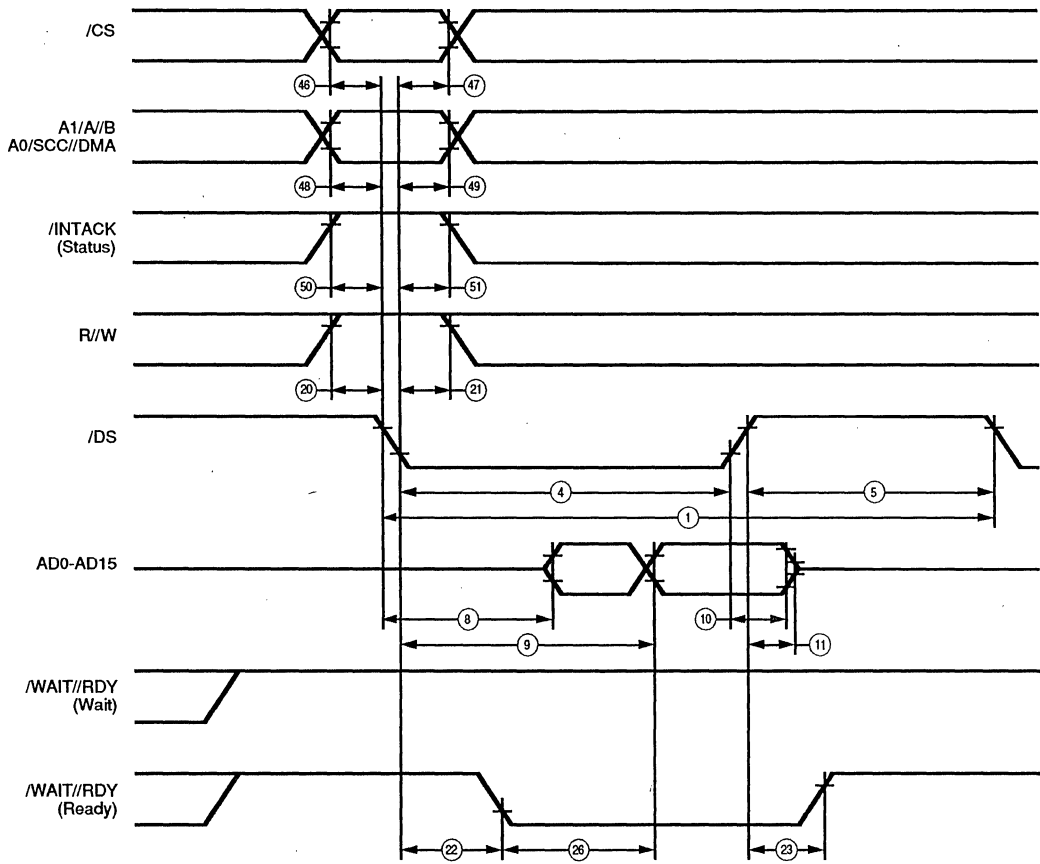 /CS
46
47
A1/A//B
A0/SCC//DMA
48
49
/INTACK
(Status)
50
51
R//W
20
21
/DS
4
5
1
AD0-AD15
8
10
9
11
/WAIT//RDY
(Wait)
/WAIT//RDY
(Ready)
22
26
23